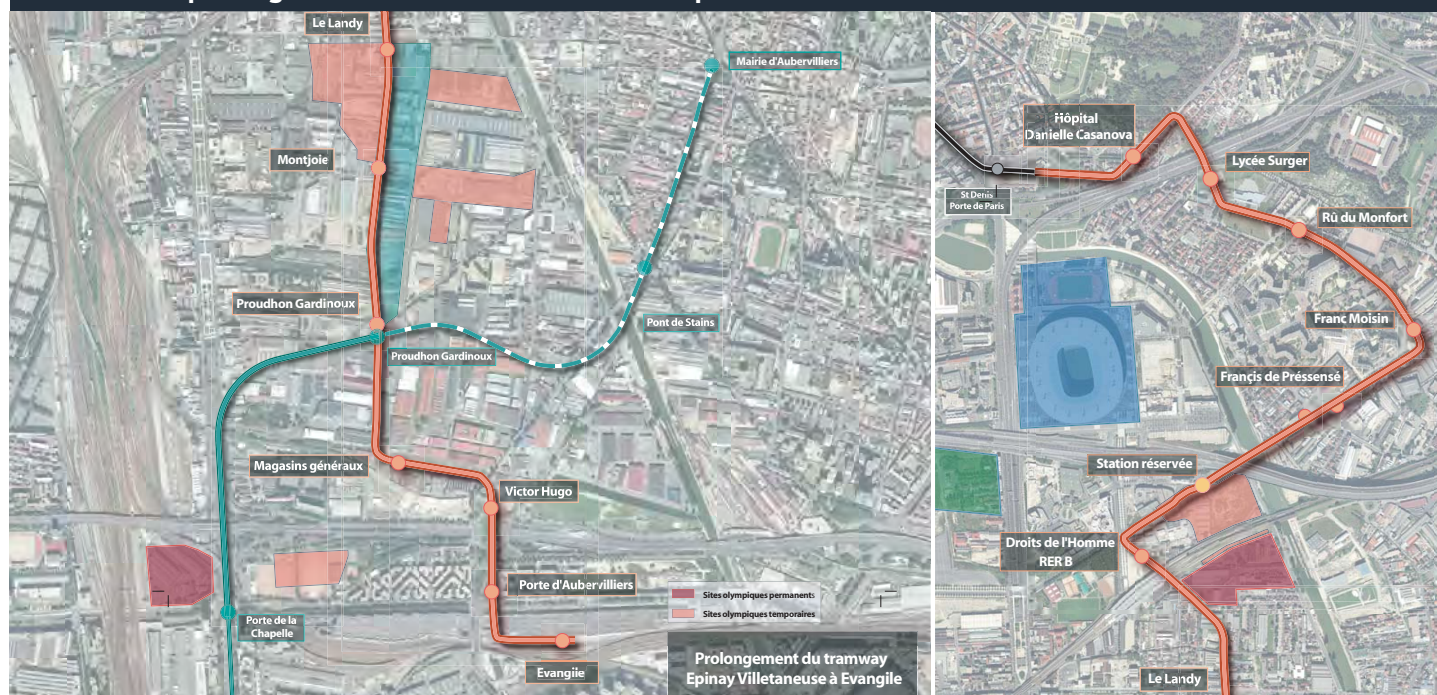 Le Landy
Mairie d'Aubervilliers
Montjoie
Proudhon Gardinoux
Pont de Stains
Proudhon Gardinoux
Magasins généraux
Victor Hugo
Porte d'Aubervilliers
Sites olympiques permanents
Sites olympiques temporaires
Porte de la
Chapelle
Evangile
Prolongement du tramway
Epinay Villetaneuse à Evangile
Hôpital
Danielle Casanova
Lycée Surger
St Denis
Porte de Paris
Rû du Monfort
Franc Moisin
Françis de Préssensé
Station réservée
Droits de l'Homme
RER B
Le Landy